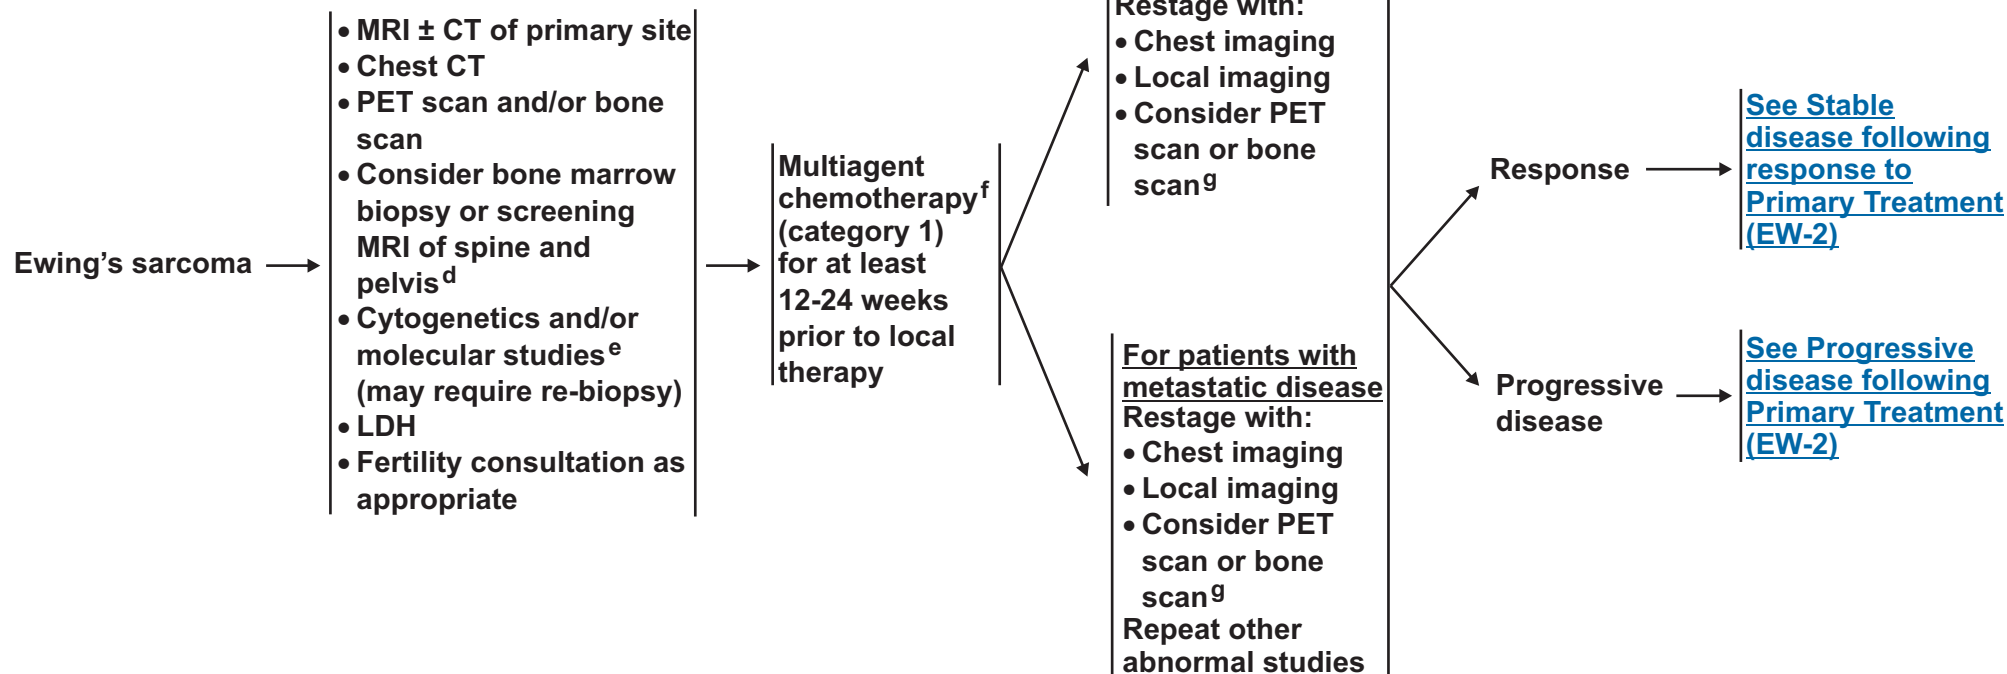 Ewing’s sarcoma
• MRI ± CT of primary site
• Chest CT
• PET scan and/or bone
scan
• Consider bone marrow
biopsy or screening
MRI of spine and
pelvis d
• Cytogenetics and/or
molecular studies e
(may require re-biopsy)
• LDH
• Fertility consultation as
appropriate
Multiagent
chemotherapy f
(category 1)
for at least
12-24 weeks
prior to local
therapy
Restage with:
• Chest imaging
• Local imaging
• Consider PET
scan or bone
scan g
For patients with
metastatic disease
Restage with:
• Chest imaging
• Local imaging
• Consider PET
scan or bone
scan g
Repeat other
abnormal studies
Response
See Stable
disease following
response to
Primary Treatment
(EW-2)
Progressive
disease
See Progressive
disease following
Primary Treatment
(EW-2)